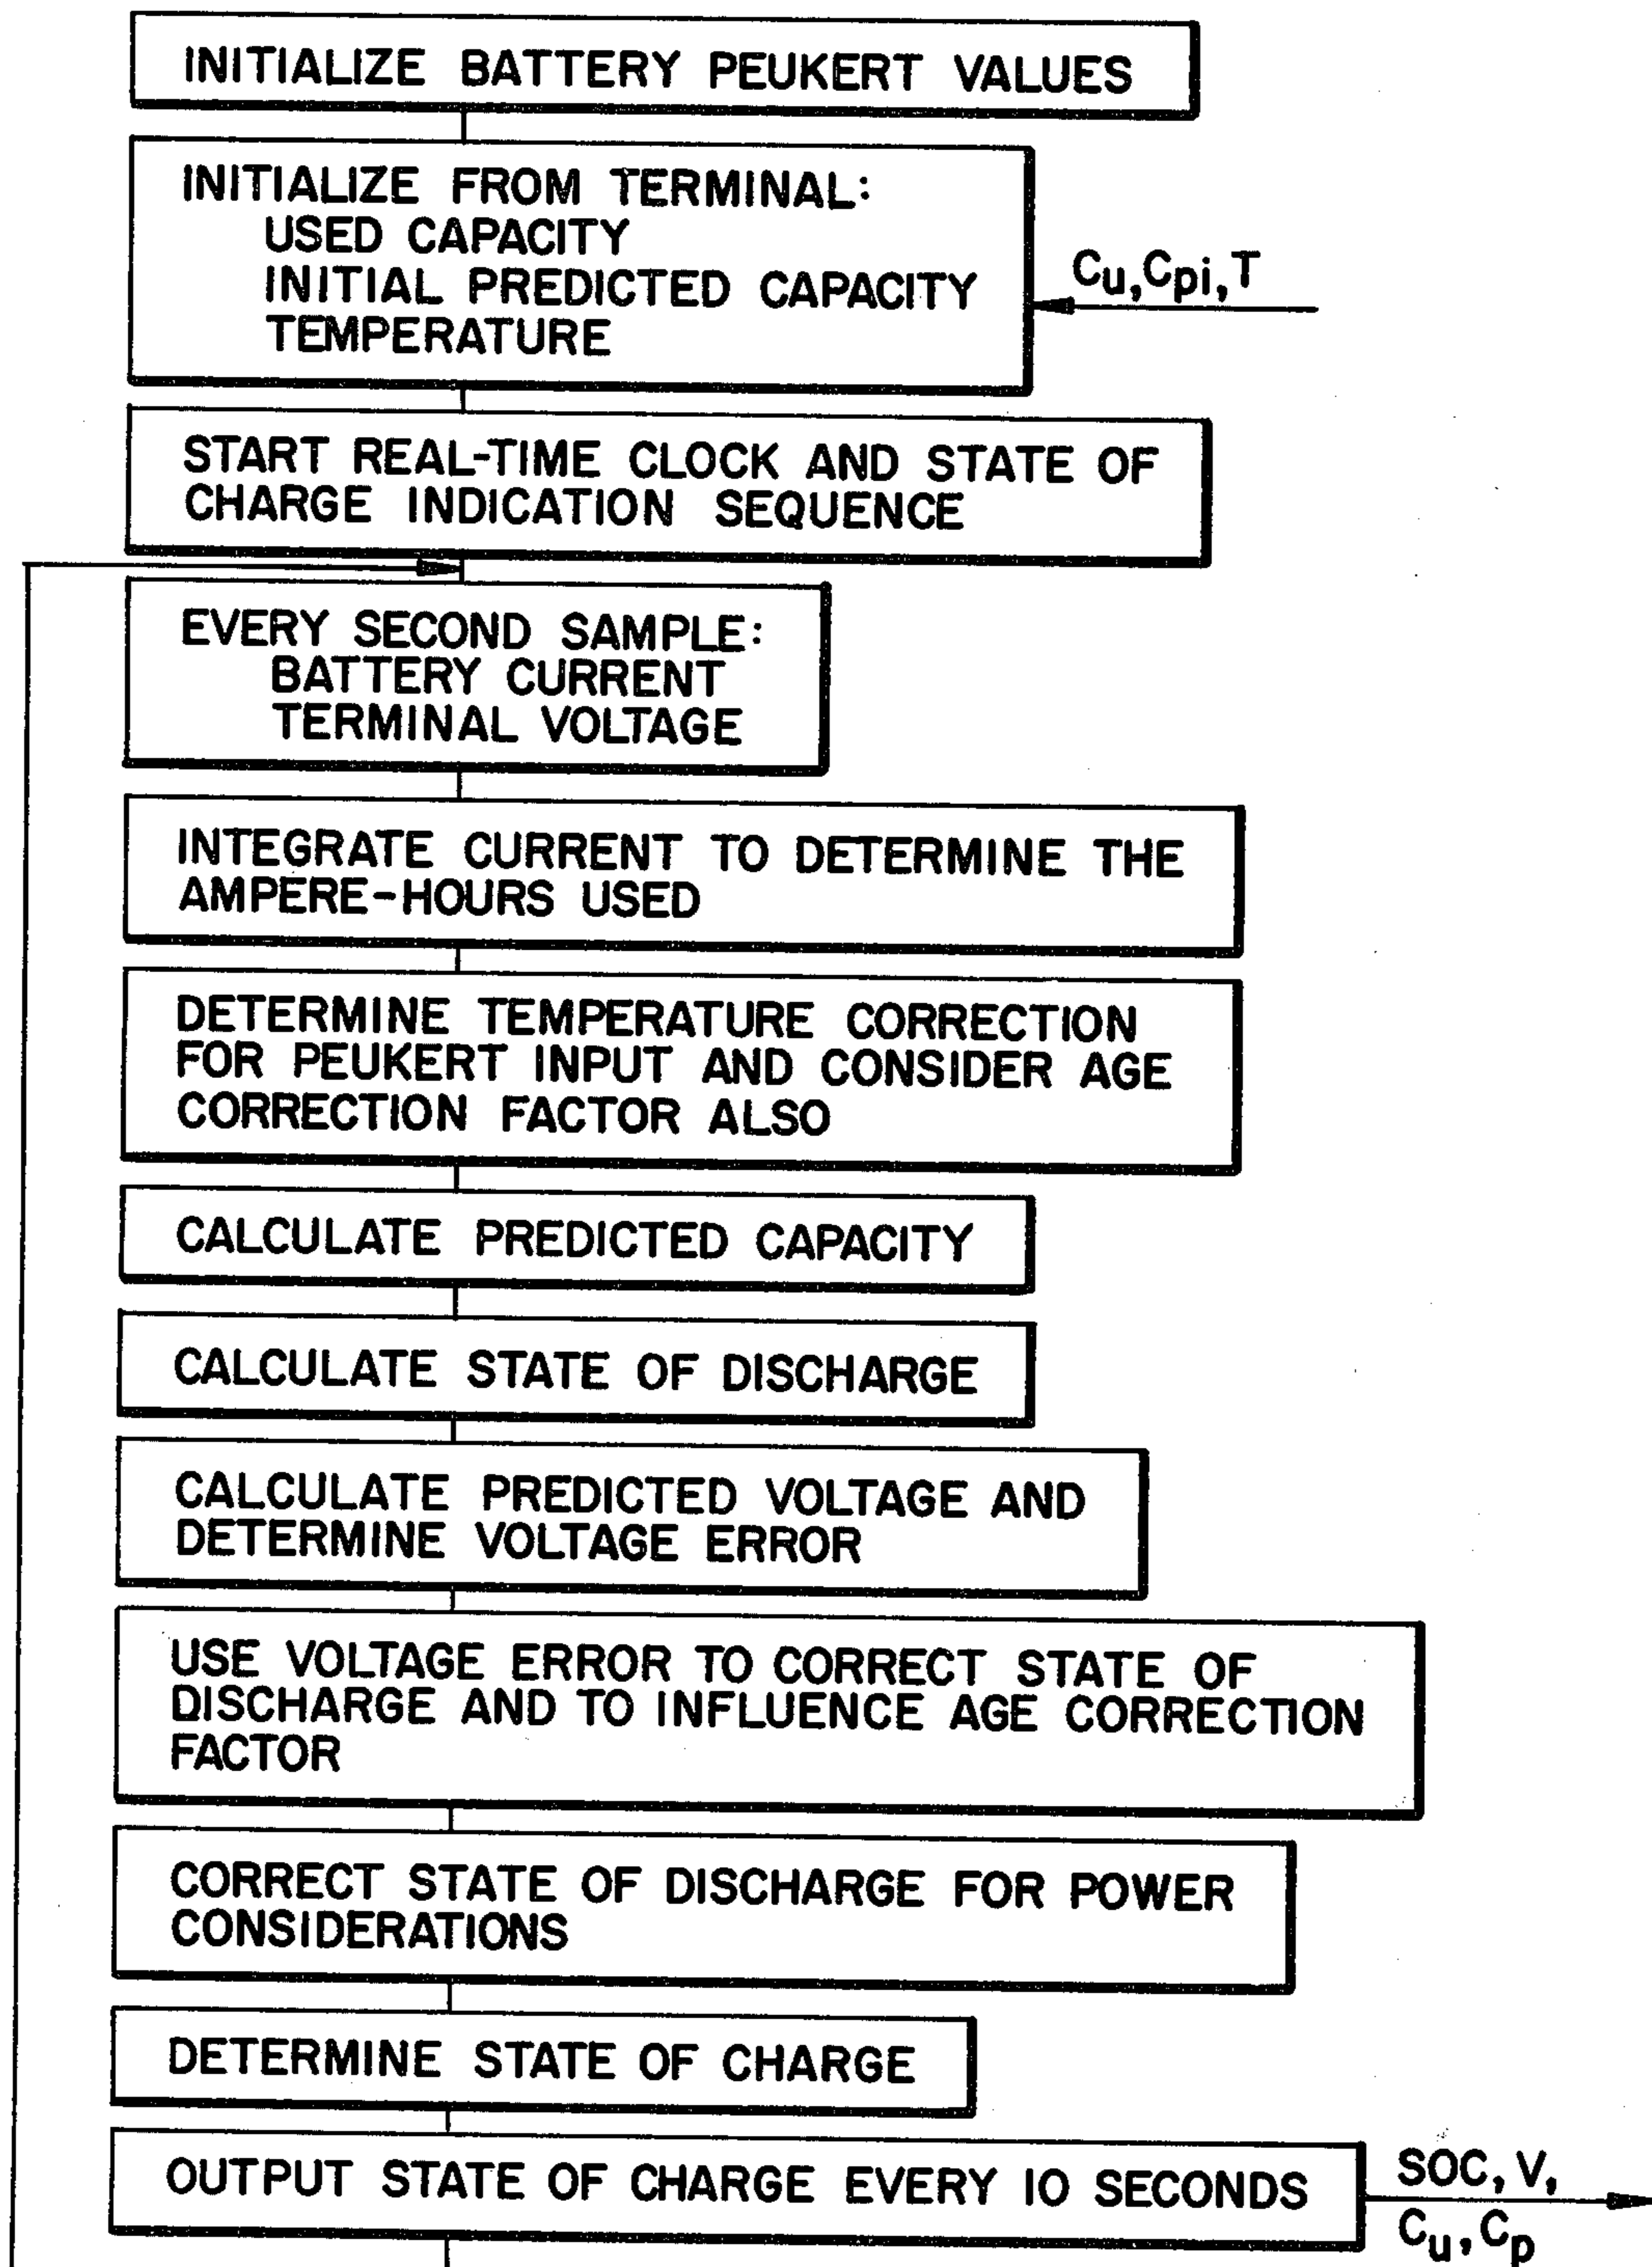 INITIALIZE BATTERY PEUKERT VALUES
INITIALIZE FROM TERMINAL:
USED CAPACITY
INITIAL PREDICTED CAPACITY
TEMPERATURE
Cu,Cpi,T
START REAL-TIME CLOCK AND STATE OF
CHARGE INDICATION SEQUENCE
EVERY SECOND SAMPLE:
BATTERY CURRENT
TERMINAL VOLTAGE
INTEGRATE CURRENT TO DETERMINE THE
AMPERE-HOURS USED
DETERMINE TEMPERATURE CORRECTION
FOR PEUKERT INPUT AND CONSIDER AGE
CORRECTION FACTOR ALSO
CALCULATE PREDICTED CAPACITY
CALCULATE STATE OF DISCHARGE
CALCULATE PREDICTED VOLTAGE AND
DETERMINE VOLTAGE ERROR
USE VOLTAGE ERROR TO CORRECT STATE OF
DISCHARGE AND TO INFLUENCE AGE CORRECTION
FACTOR
CORRECT STATE OF DISCHARGE FOR POWER
CONSIDERATIONS
DETERMINE STATE OF CHARGE
OUTPUT STATE OF CHARGE EVERY 10 SECONDS
SOC, V,
Cu, Cp